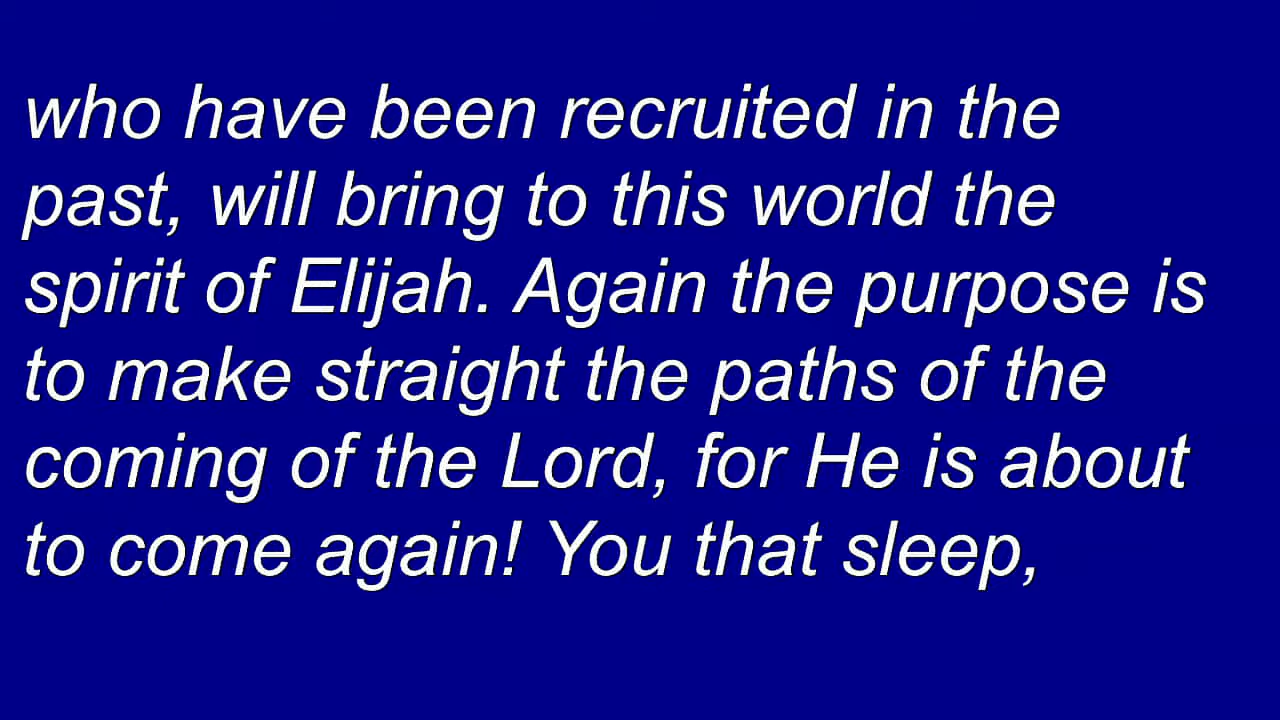 who have been recruited in the
past, will bring to this world the
spirit of Elijah. Again the purpose is
to make straight the paths of the
coming of the Lord, for He is about
to come again! You that sleep,